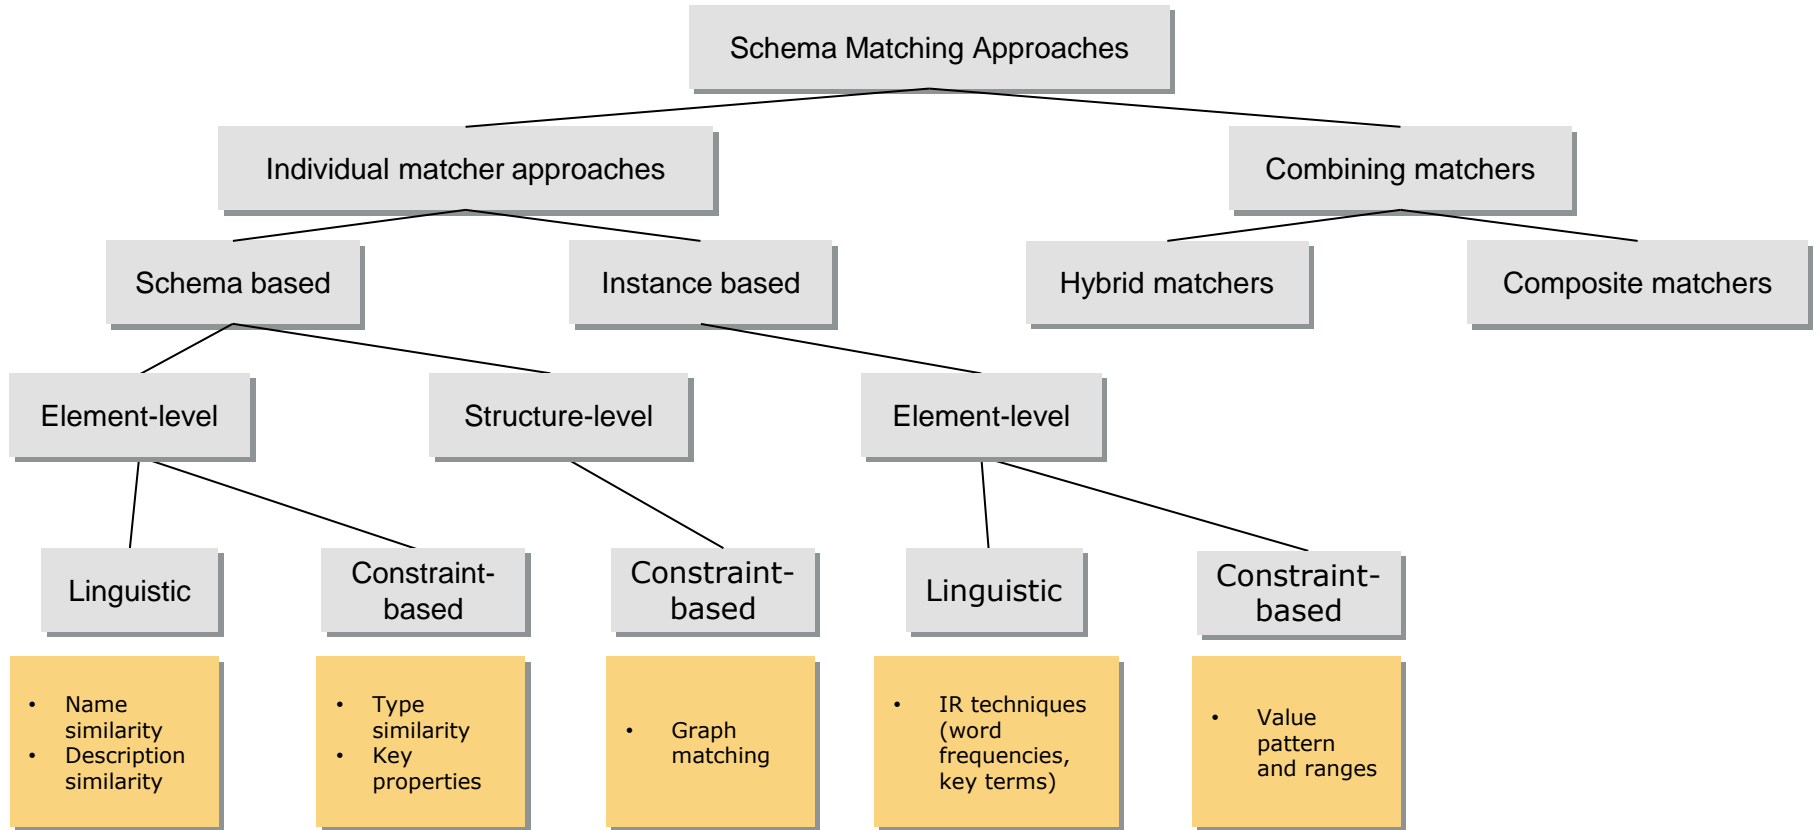 Schema Matching Approaches
Individual matcher approaches
Combining matchers
Schema based
Instance based
Hybrid matchers
Composite matchers
Element-level
Structure-level
Element-level
Linguistic
Constraint-
based
Constraint-
based
Linguistic
Constraint-
based
• Name
similarity
• Description
similarity
• Type
similarity
• Key
properties
• Graph
matching
• IR techniques
(word
frequencies,
key terms)
• Value
pattern
and ranges